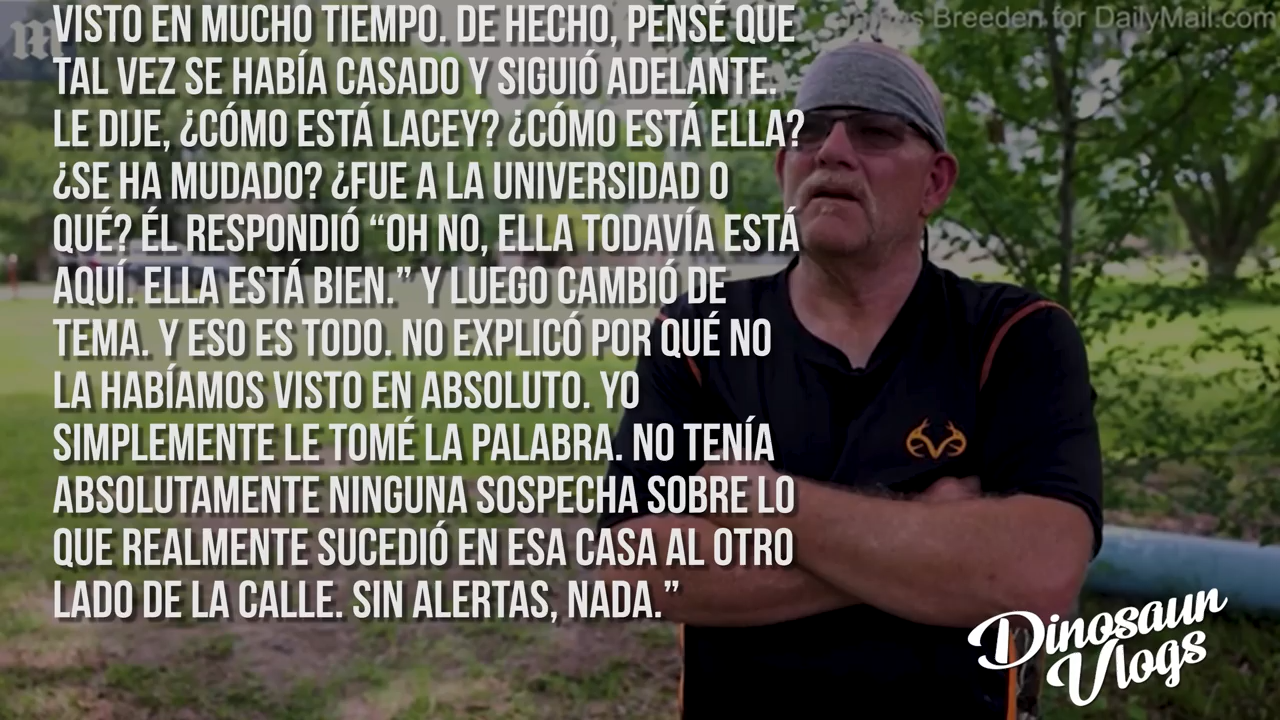 VISTO EN MUCHO TIEMPO. DE HECHO, PENSÉ QUE
TAL VEZ SE HABÍA CASADO Y SIGUIÓ ADELANTE.
LE DIJE, ¿CÓMO ESTÁ LACEY? ¿CÓMO ESTÁ ELLA?
¿SE HA MUDADO? ¿FUE A LA UNIVERSIDAD O
QUÉ? ÉL RESPONDIÓ “OH NO, ELLA TODAVÍA ESTÁ
AQUÍ. ELLA ESTÁ BIEN.” Y LUEGO CAMBIÓ DE
TEMA. Y ESO ES TODO. NO EXPLICÓ POR QUÉ NO
LA HABÍAMOS VISTO EN ABSOLUTO. YO
SIMPLEMENTE LE TOMÉ LA PALABRA. NO TENÍA
ABSOLUTAMENTE NINGUNA SOSPECHA SOBRE LO
QUE REALMENTE SUCEDIÓ EN ESA CASA AL OTRO
LADO DE LA CALLE. SIN ALERTAS, NADA.”
Breeden for DailyMail.com
Dinosaur
Vlogs